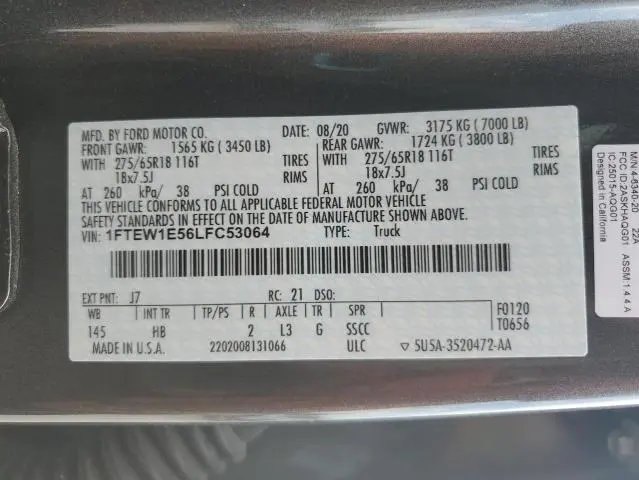 MFD. BY FORD MOTOR CO. DATE: 08/20 GVWR: 3175 KG ( 7000 LB)
FRONT GAWR: 1565 KG ( 3450 LB) REAR GAWR: 1724 KG ( 3800 LB)
WITH 275/65R18 116T TIRES WITH 275/65R18 116T TIRES
18x7.5J RIMS 18x7.5J RIMS
AT 260 kPa/ 38 PSI COLD AT 260 kPa/ 38 PSI COLD
THIS VEHICLE CONFORMS TO ALL APPLICABLE FEDERAL MOTOR VEHICLE
SAFETY STANDARDS IN EFFECT ON THE DATE OF MANUFACTURE SHOWN ABOVE.
VIN: 1FTEW1E56LFC53064 TYPE: Truck
EXT PNT: J7 RC: 21 DSO:
WB INT TR TP/PS R AXLE TR SPR F0120
145 HB 2 L3 G SSCC T0656
MADE IN U.S.A. 2202008131066 ULC ▽ 5U5A-3520472-AA
M/N 4-6340-20 22A
FCC ID:2ASKHAQG01 ASSM 1 4 4 A
IC:25015-AQG01
Designed in California